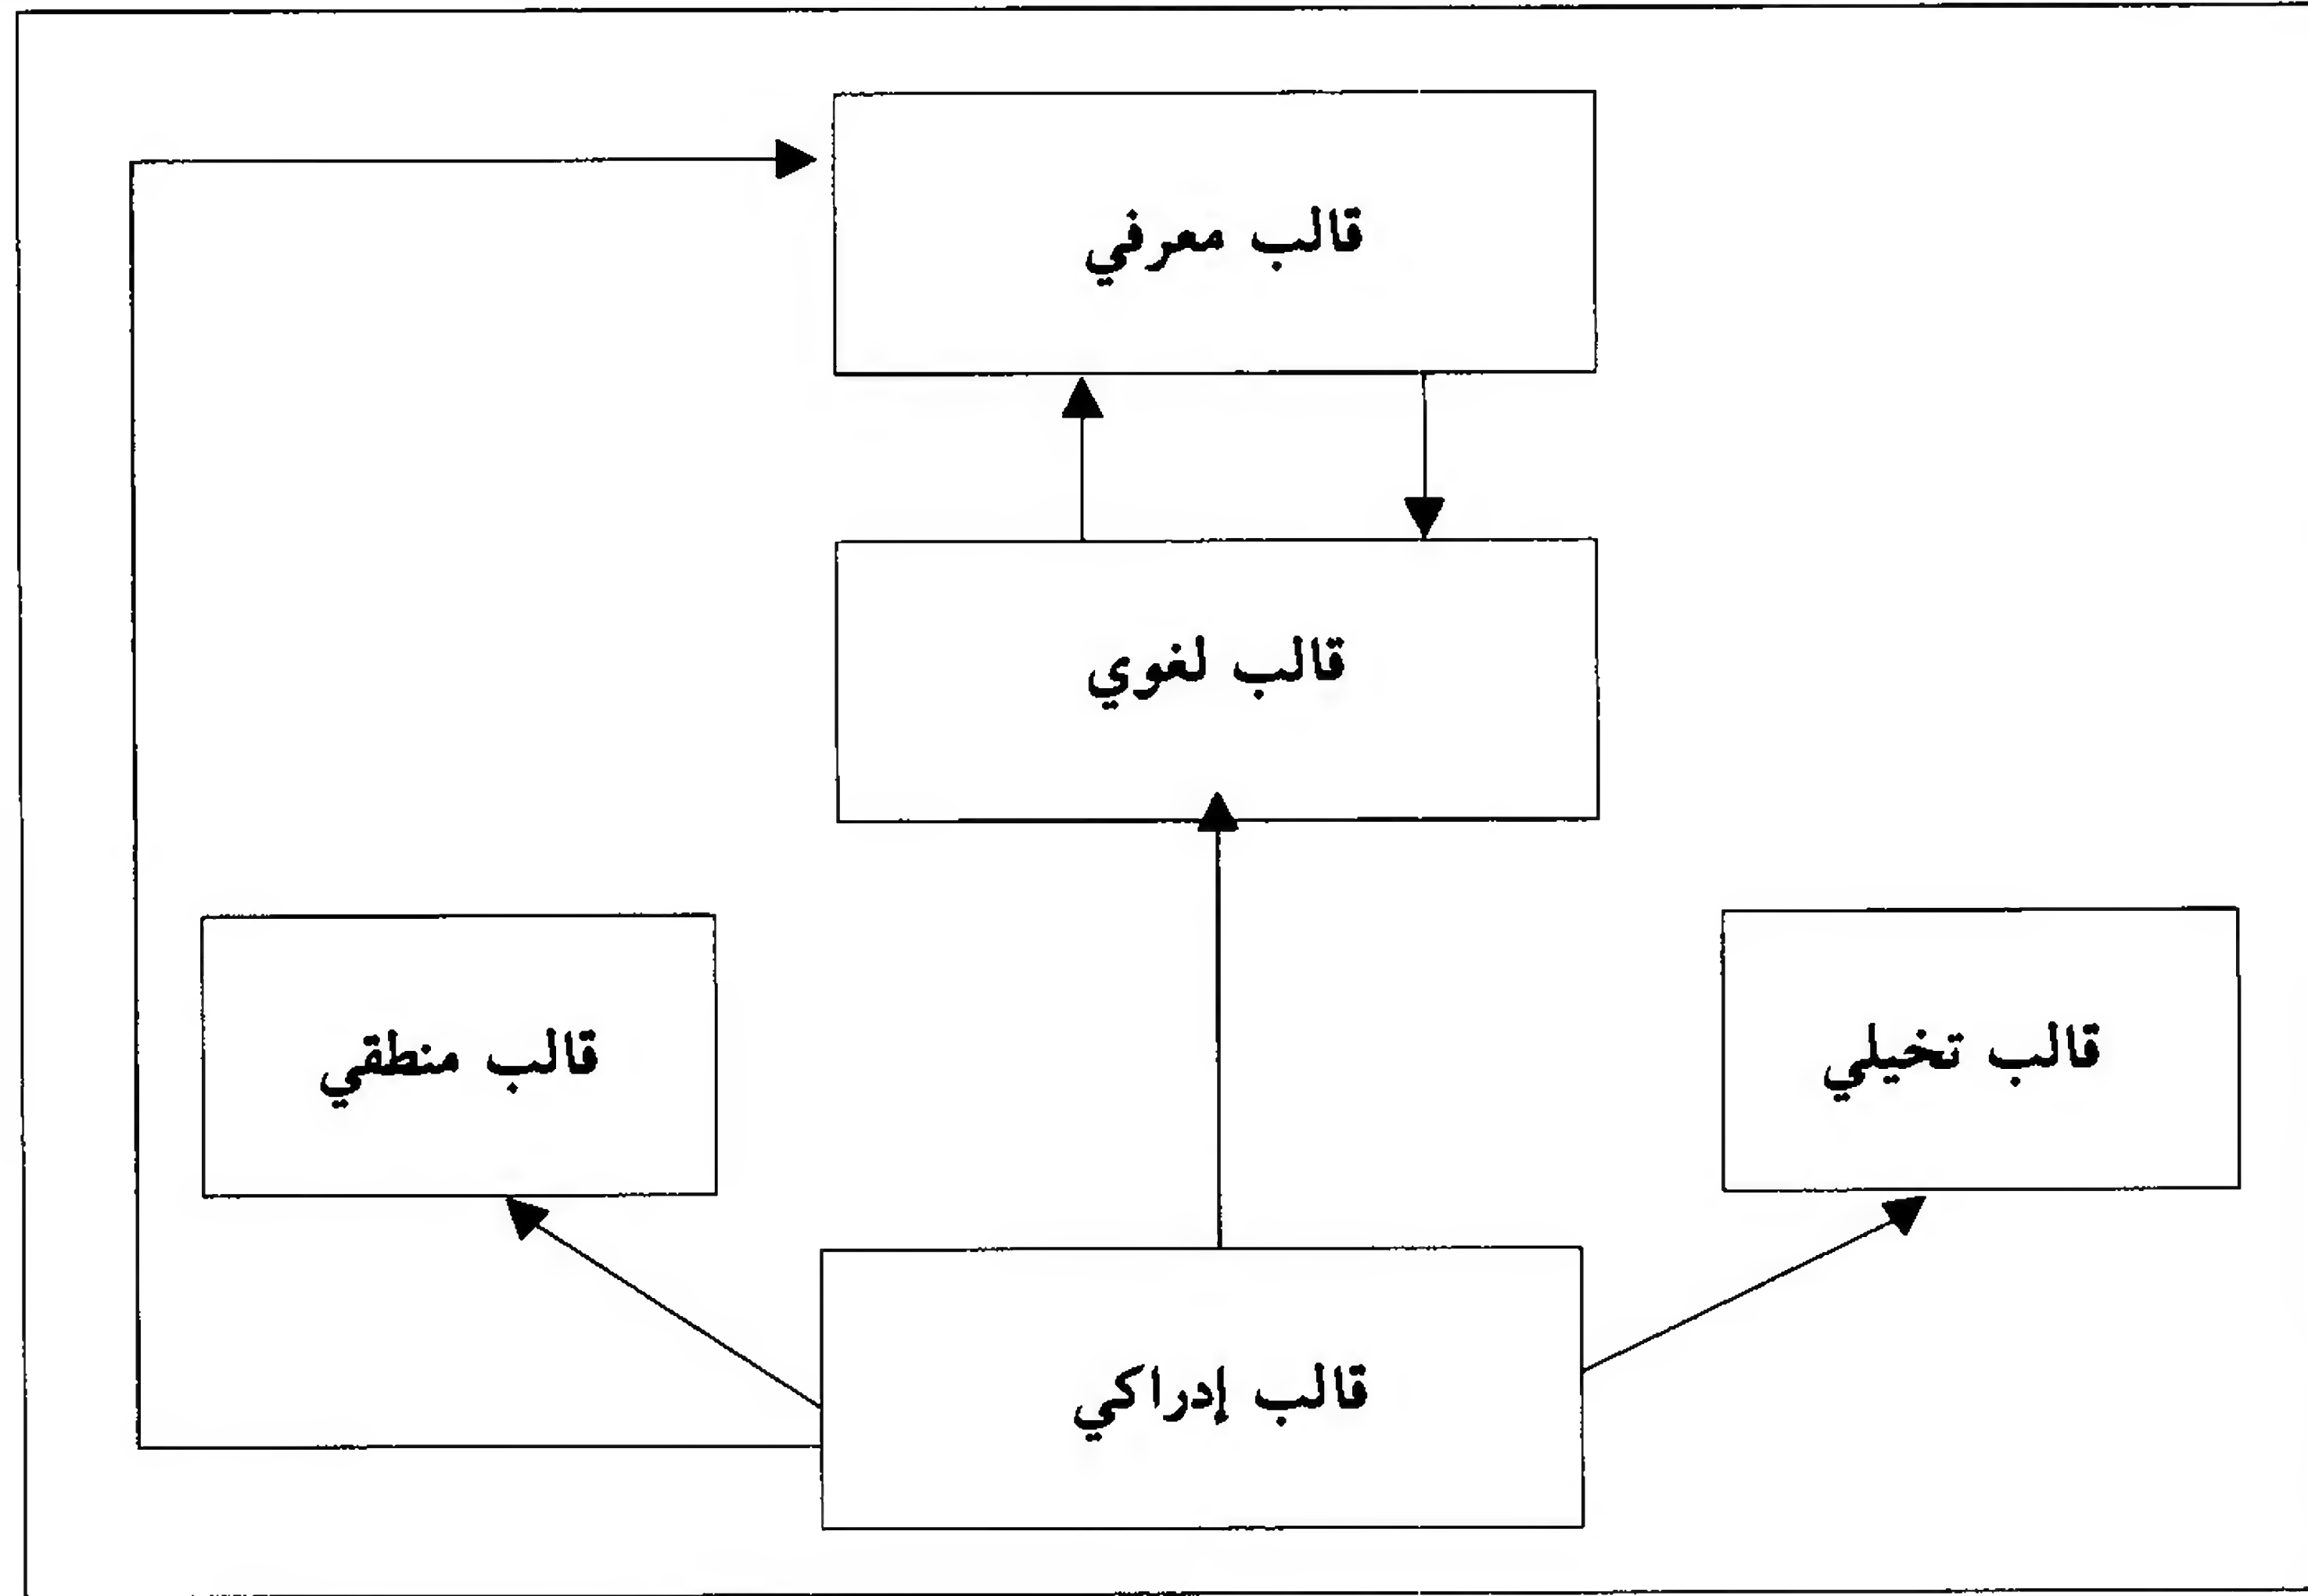 قالب معرفي
قالب لغوي
قالب تخيلي
قالب منطقي
قالب إدراكي